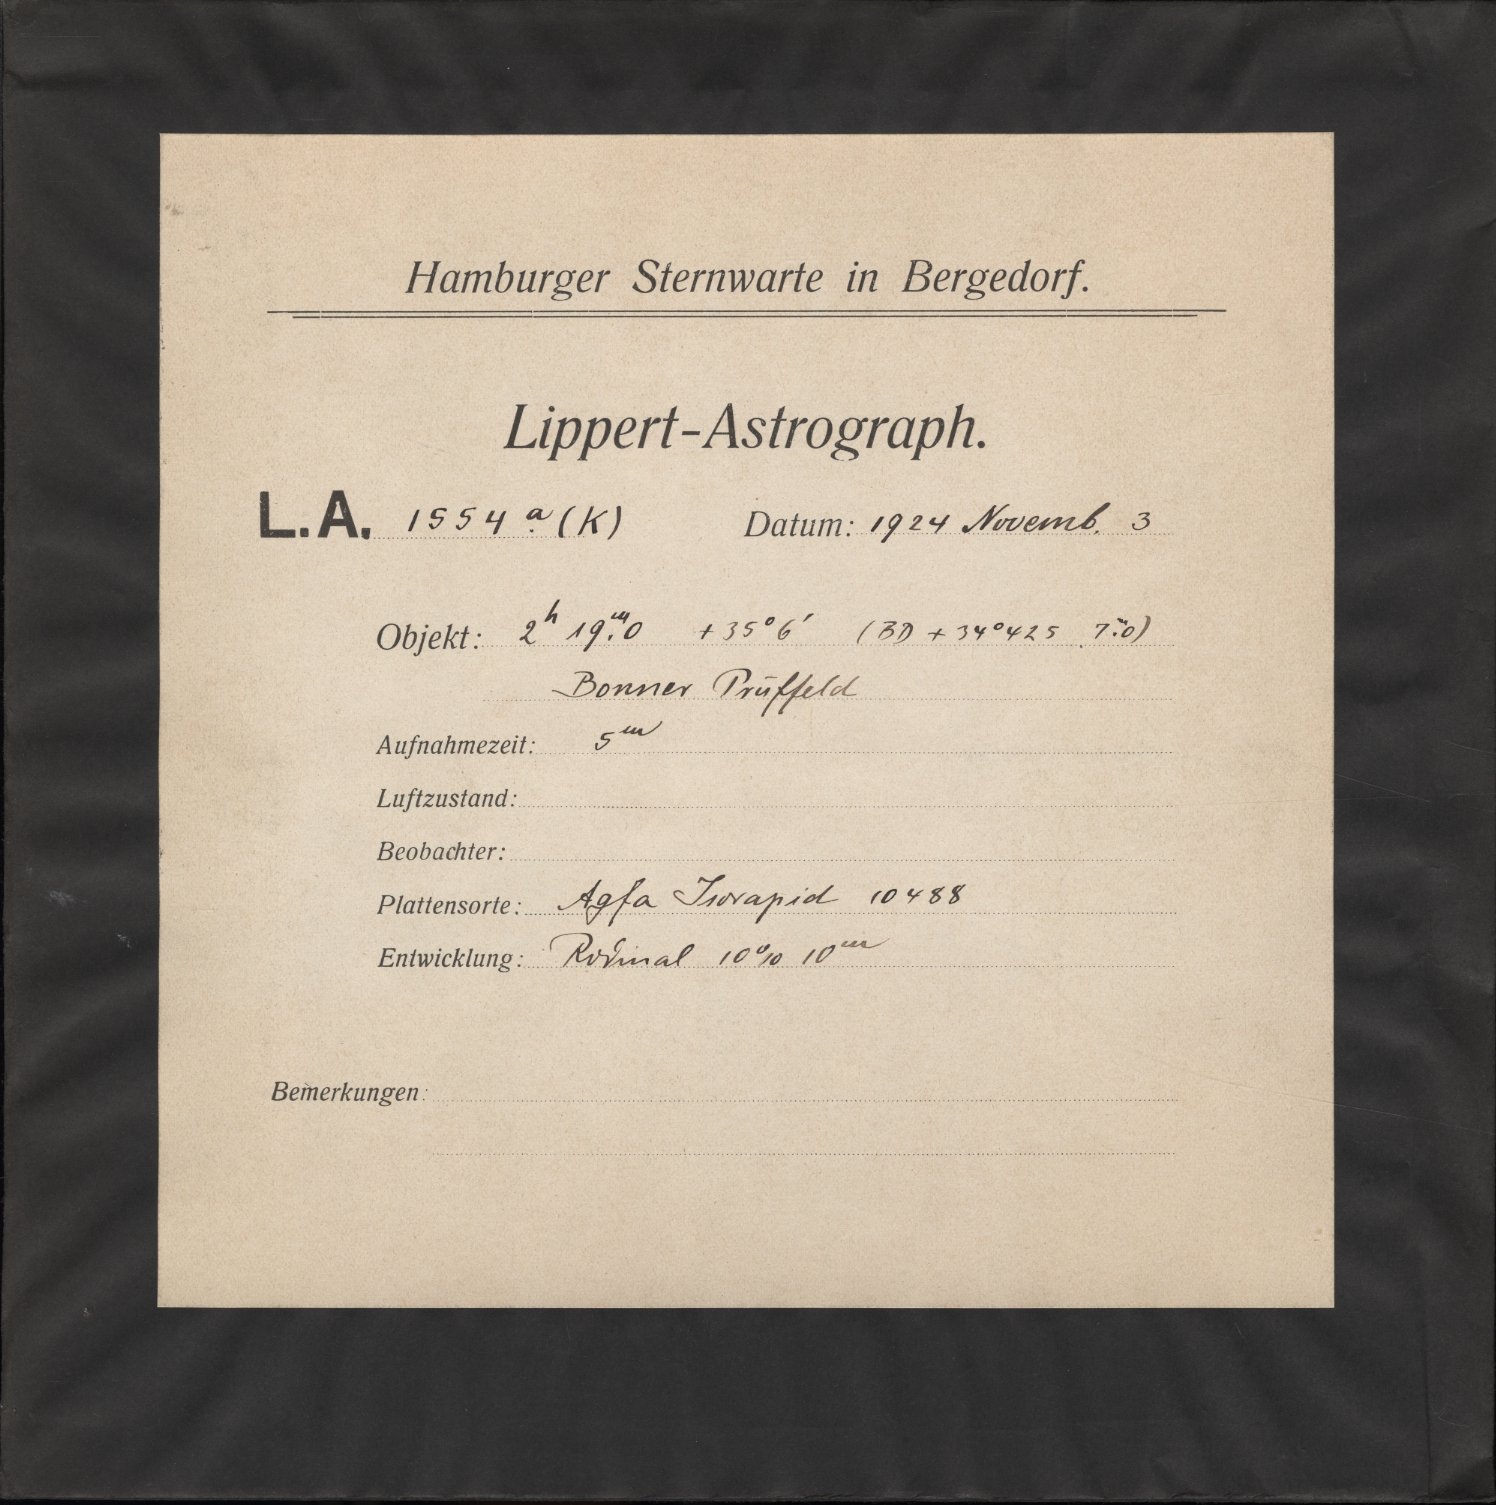 Hamburger Sternwarte in Bergedorf.
Lippert-Astrograph.
L.A. 1554 a (K) Datum: 1924 Novemb. 3
Objekt: 2h 19m.0 +35°6' (BD +34°425 7m.0)
Bonner Prüffeld
Aufnahmezeit: 5m
Luftzustand:
Beobachter:
Plattensorte: Agfa Isorapid 10488
Entwicklung: Rodinal 10% 10m
Bemerkungen: